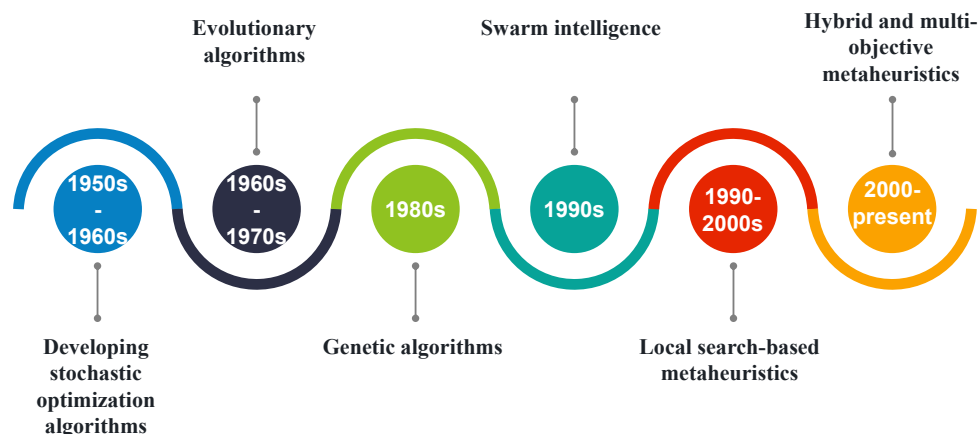 Evolutionary
algorithms
Swarm intelligence
Hybrid and multi-
objective
metaheuristics
1950s
-
1960s
1960s
-
1970s
1980s
1990s
1990-
2000s
2000-
present
Developing
stochastic
optimization
algorithms
Genetic algorithms
Local search-based
metaheuristics